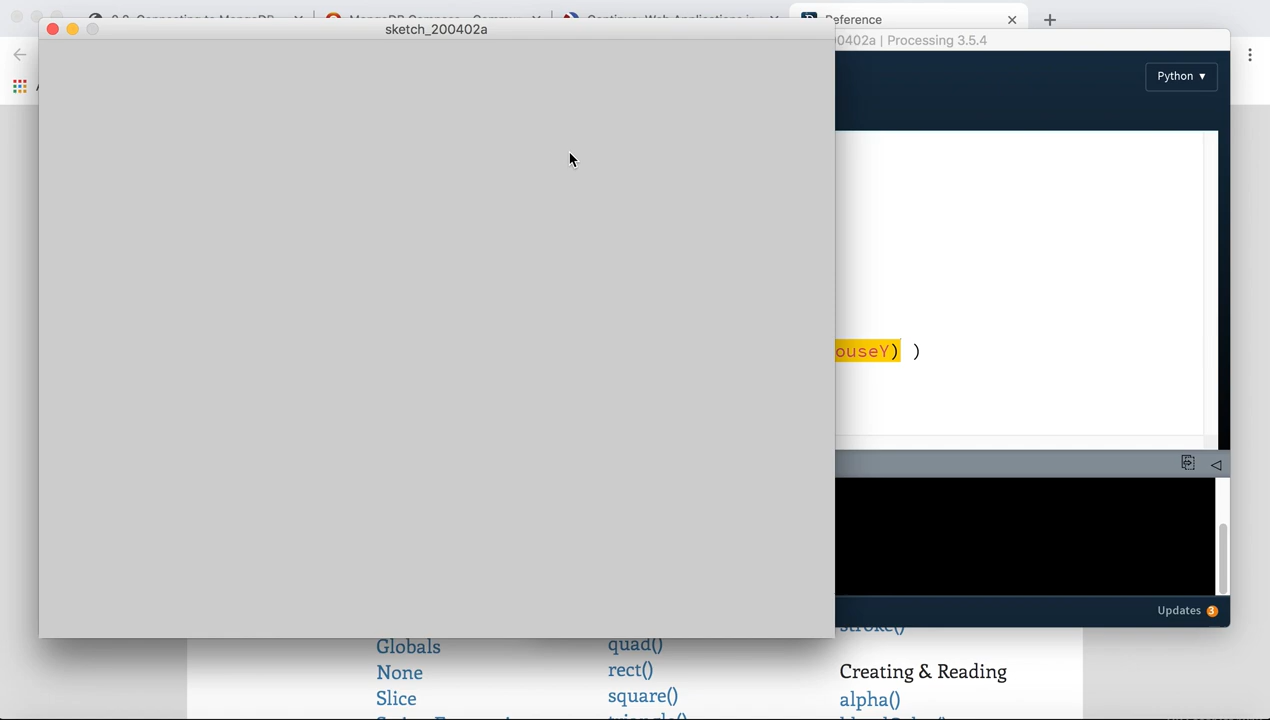 Reference
sketch_200402a
0402a | Processing 3.5.4
Python ▾
ouseY) )
Updates 3
Globals
quad()
stroke()
None
rect()
Creating & Reading
Slice
square()
alpha()